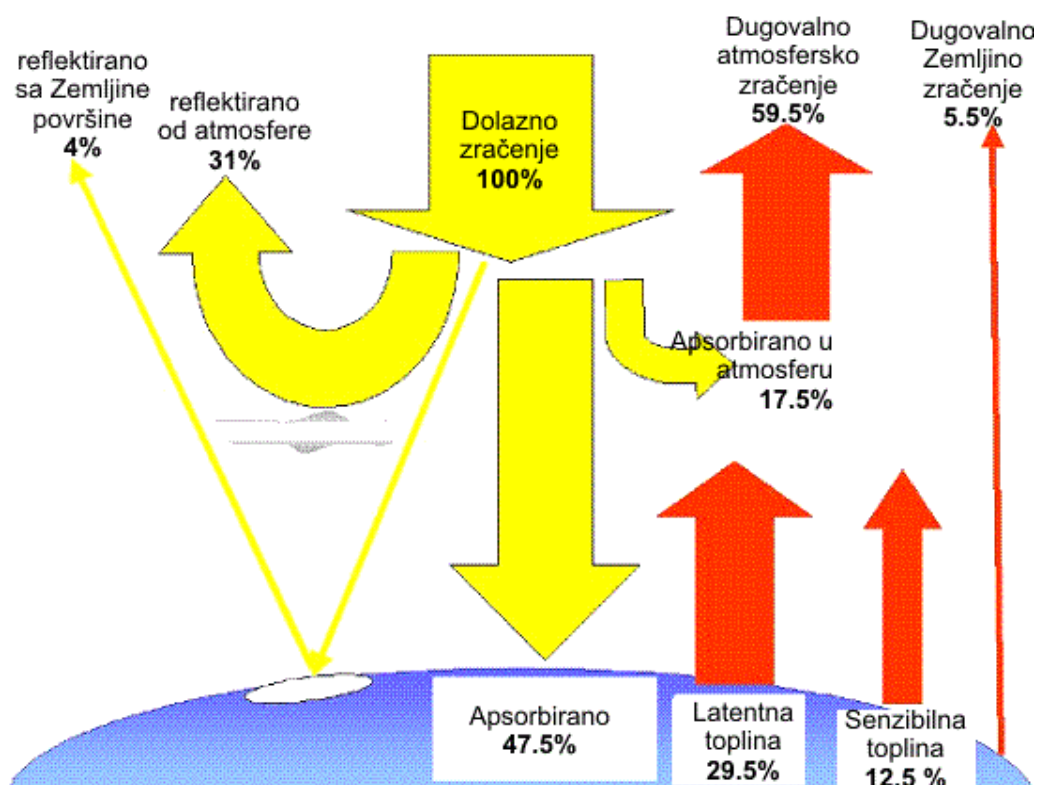 reflektirano
sa Zemljine
površine
4%
reflektirano
od atmosfere
31%
Dolazno
zračenje
100%
Dugovalno
atmosfersko
zračenje
59.5%
Dugovalno
Zemljino
zračenje
5.5%
Apsorbirano u
atmosferu
17.5%
Apsorbirano
47.5%
Latentna
toplina
29.5%
Senzibilna
toplina
12.5 %